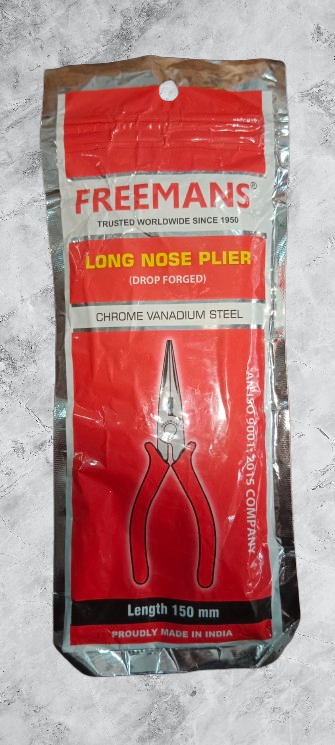 FREEMANS®
TRUSTED WORLDWIDE SINCE 1950
LONG NOSE PLIER
(DROP FORGED)
CHROME VANADIUM STEEL
AN ISO 9001: 2015 COMPANY
Length 150 mm
PROUDLY MADE IN INDIA